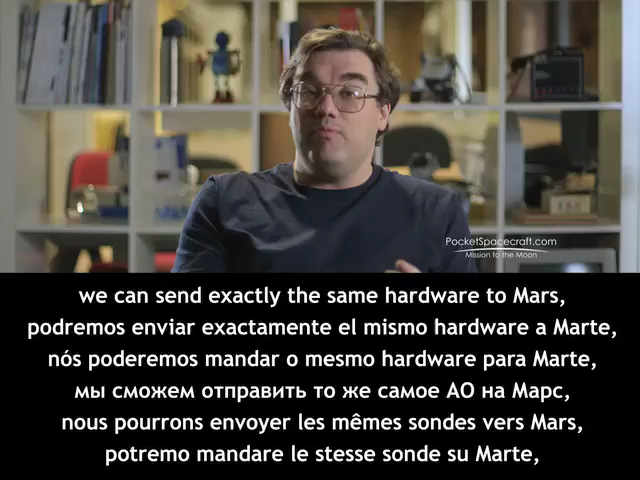 PocketSpacecraft.com
Mission to the Moon
we can send exactly the same hardware to Mars,
podremos enviar exactamente el mismo hardware a Marte,
nós poderemos mandar o mesmo hardware para Marte,
мы сможем отправить то же самое АО на Марс,
nous pourrons envoyer les mêmes sondes vers Mars,
potremo mandare le stesse sonde su Marte,